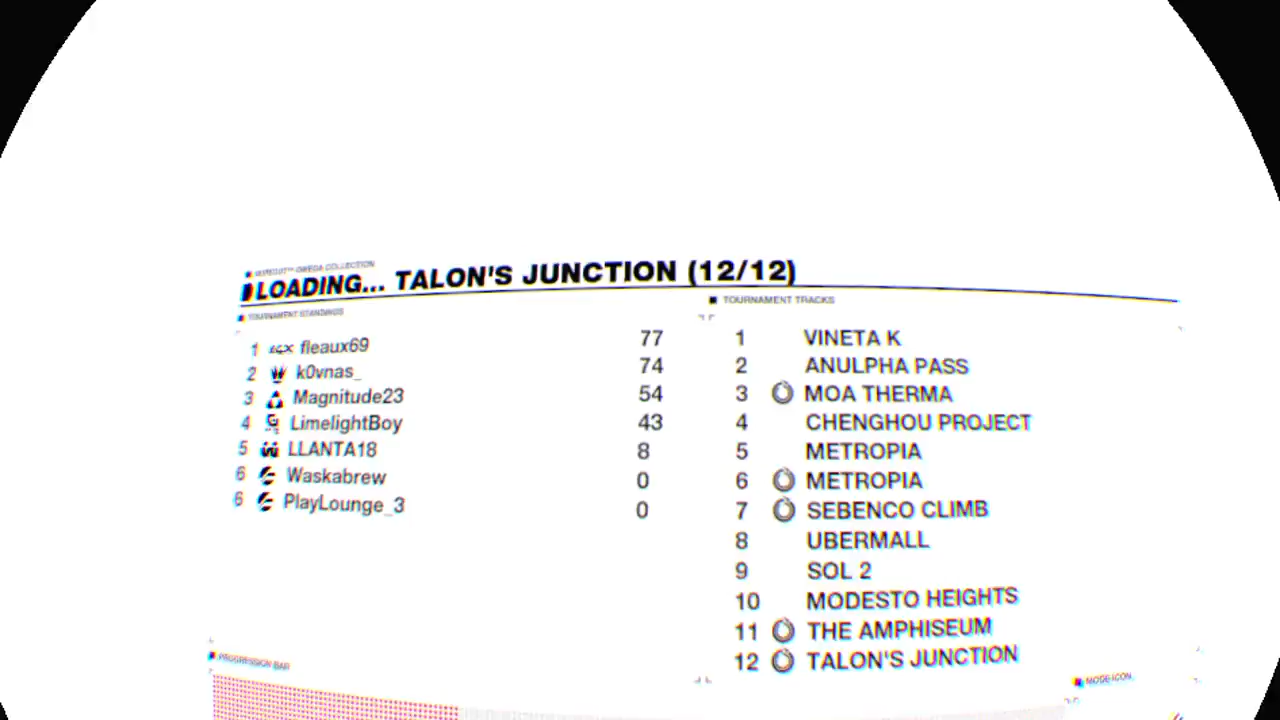 WIPEOUT™ OMEGA COLLECTION
LOADING... TALON'S JUNCTION (12/12)
TOURNAMENT STANDINGS
1 fleaux69 77
2 k0vnas_ 74
3 Magnitude23 54
4 LimelightBoy 43
5 LLANTA18 8
6 Waskabrew 0
6 PlayLounge_3 0
TOURNAMENT TRACKS
1 VINETA K
2 ANULPHA PASS
3 MOA THERMA
4 CHENGHOU PROJECT
5 METROPIA
6 METROPIA
7 SEBENCO CLIMB
8 UBERMALL
9 SOL 2
10 MODESTO HEIGHTS
11 THE AMPHISEUM
12 TALON'S JUNCTION
PROGRESSION BAR
MODE ICON